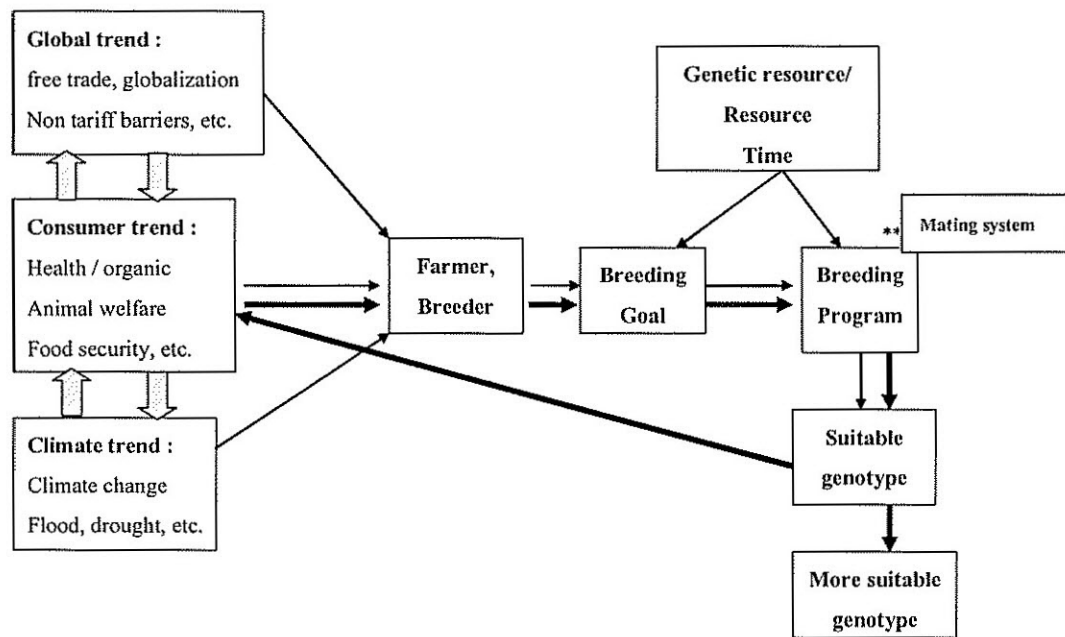 Global trend :
free trade, globalization
Non tariff barriers, etc.
Consumer trend :
Health / organic
Animal welfare
Food security, etc.
Climate trend :
Climate change
Flood, drought, etc.
Farmer,
Breeder
Genetic resource/
Resource
Time
Breeding
Goal
** Mating system
Breeding
Program
Suitable
genotype
More suitable
genotype